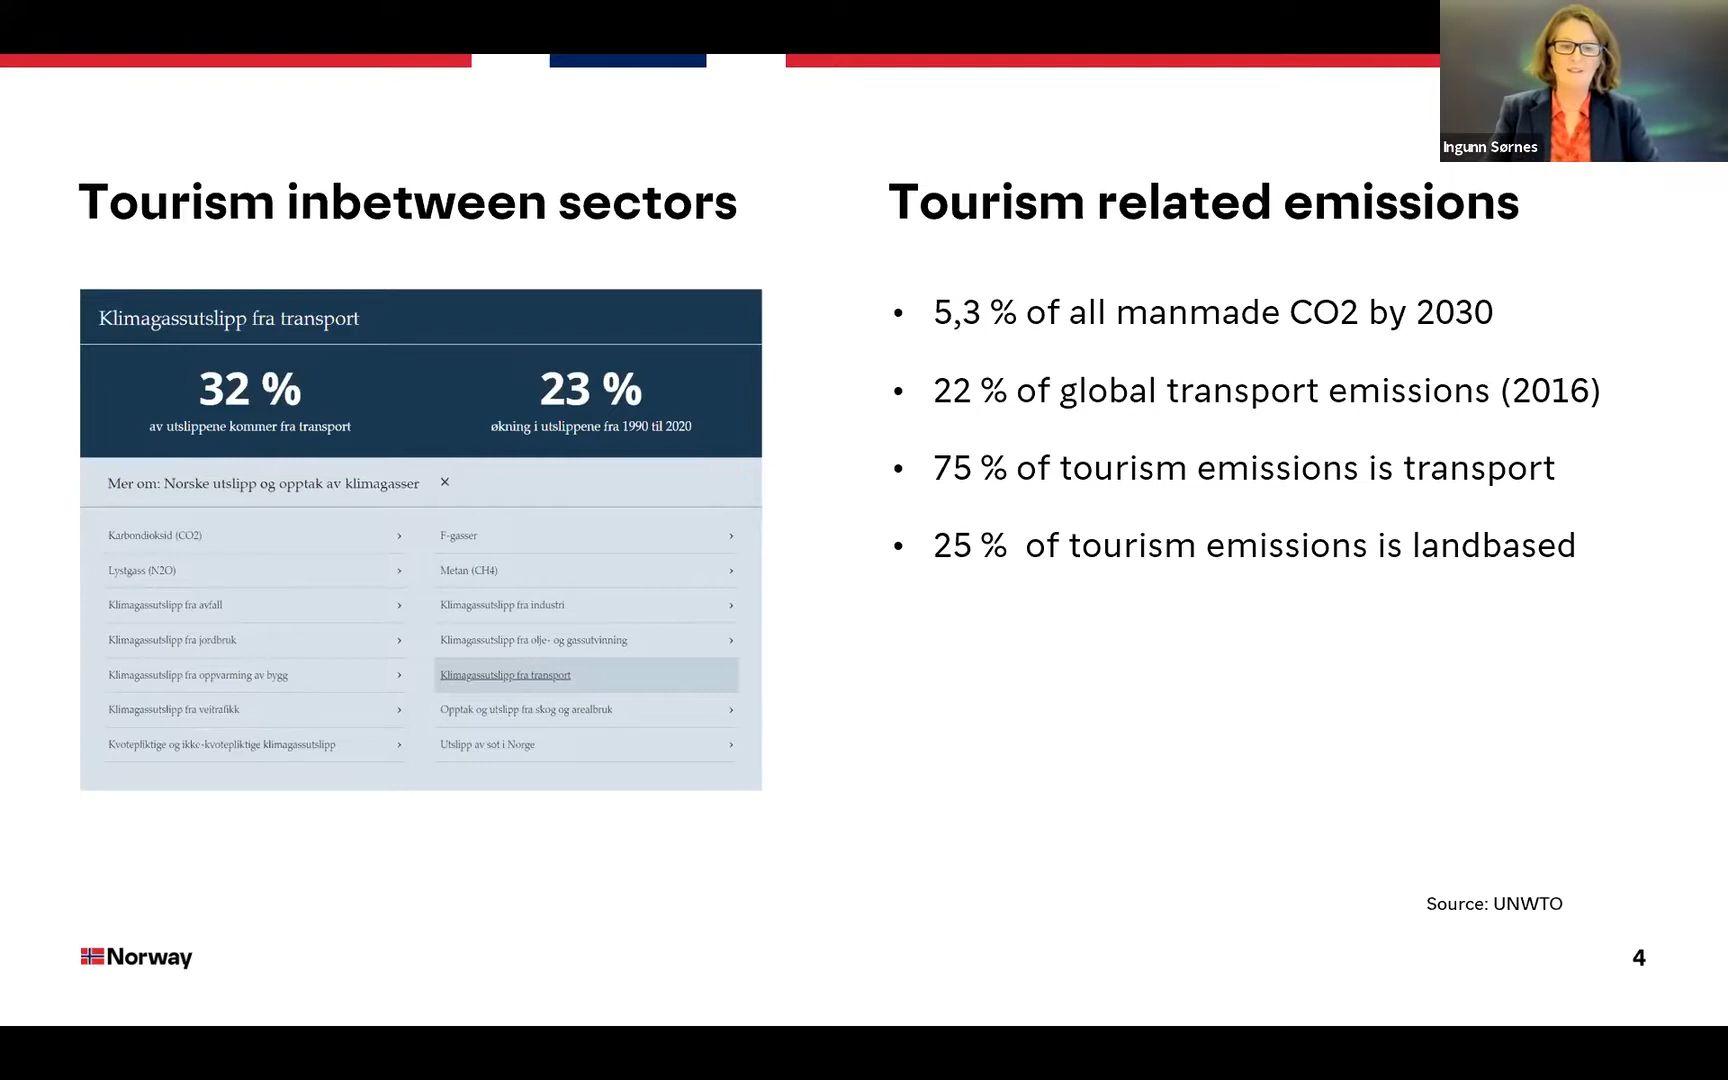 Ingunn Sørnes
Tourism inbetween sectors
Klimagassutslipp fra transport
32 %
av utslippene kommer fra transport
23 %
økning i utslippene fra 1990 til 2020
Mer om: Norske utslipp og opptak av klimagasser ×
Karbondioksid (CO2) ›
Lystgass (N2O) ›
Klimagassutslipp fra avfall ›
Klimagassutslipp fra jordbruk ›
Klimagassutslipp fra oppvarming av bygg ›
Klimagassutslipp fra veitrafikk ›
Kvotepliktige og ikke-kvotepliktige klimagassutslipp ›
F-gasser ›
Metan (CH4) ›
Klimagassutslipp fra industri ›
Klimagassutslipp fra olje- og gassutvinning ›
Klimagassutslipp fra transport
Opptak og utslipp fra skog og arealbruk ›
Utslipp av sot i Norge ›
Tourism related emissions
• 5,3 % of all manmade CO2 by 2030
• 22 % of global transport emissions (2016)
• 75 % of tourism emissions is transport
• 25 %  of tourism emissions is landbased
Source: UNWTO
Norway
4